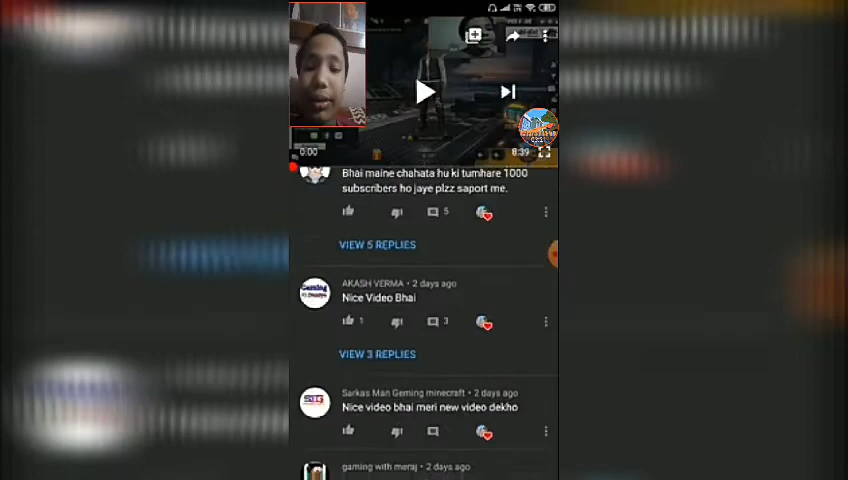 0:00
8:39
Bhai maine chahata hu ki tumhare 1000
subscribers ho jaye plzz saport me.
5
VIEW 5 REPLIES
AKASH VERMA • 2 days ago
Nice Video Bhai
1
3
VIEW 3 REPLIES
Sarkas Man Geming minecraft • 2 days ago
Nice video bhai meri new video dekho
gaming with meraj • 2 days ago